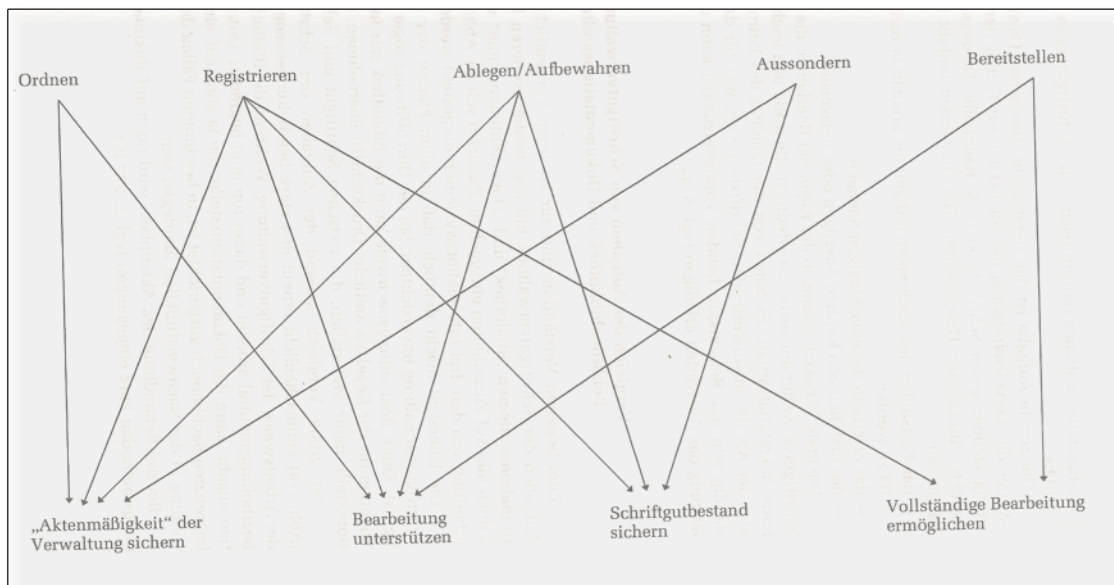 Ordnen
Registrieren
Ablegen/Aufbewahren
Aussondern
Bereitstellen
„Aktenmäßigkeit“ der
Verwaltung sichern
Bearbeitung
unterstützen
Schriftgutbestand
sichern
Vollständige Bearbeitung
ermöglichen